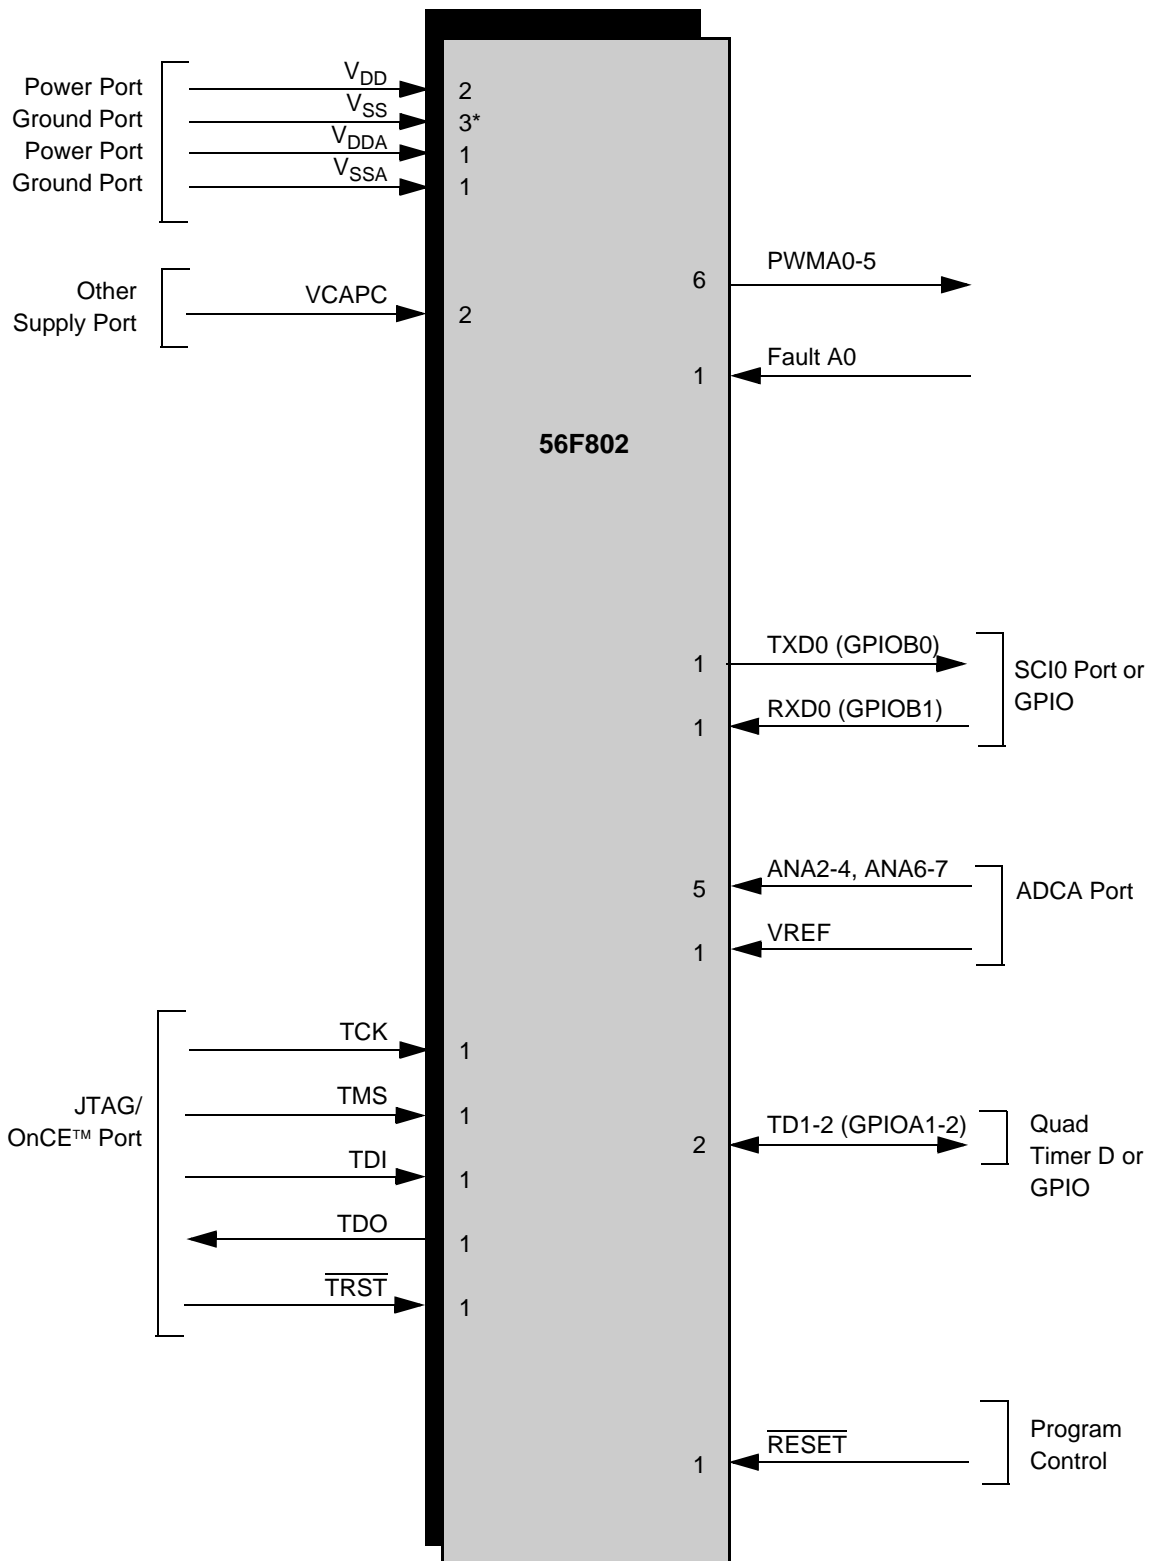 Power Port
Ground Port
Power Port
Ground Port
VDD
VSS
VDDA
VSSA
2
3*
1
1
Other
Supply Port
VCAPC
2
6
PWMA0-5
1
Fault A0
56F802
1
TXD0 (GPIOB0)
1
RXD0 (GPIOB1)
SCI0 Port or
GPIO
5
ANA2-4, ANA6-7
1
VREF
ADCA Port
JTAG/
OnCE™ Port
TCK
1
TMS
1
TDI
1
TDO
1
TRST
1
2
TD1-2 (GPIOA1-2)
Quad
Timer D or
GPIO
1
RESET
Program
Control